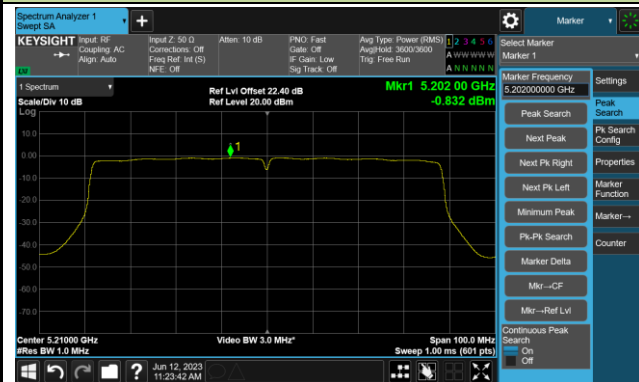 Spectrum Analyzer 1
Swept SA
Marker
KEYSIGHT
Input: RF
Coupling: AC
Align: Auto
Input Z: 50 Ω
Corrections: Off
Freq Ref: Int (S)
NFE: Off
Atten: 10 dB
PNO: Fast
Gate: Off
IF Gain: Low
Sig Track: Off
Avg Type: Power (RMS)
Avg|Hold: 3600/3600
Trig: Free Run
1 2 3 4 5 6
A W W W W W
A N N N N N
LVI
1 Spectrum
Scale/Div 10 dB
Log
Ref Lvl Offset 22.40 dB
Ref Level 20.00 dBm
Mkr1 5.202 00 GHz
-0.832 dBm
10.0
0.00
-10.0
-20.0
-30.0
-40.0
-50.0
-60.0
-70.0
1
Center 5.21000 GHz
#Res BW 1.0 MHz
Video BW 3.0 MHz*
Span 100.0 MHz
Sweep 1.00 ms (601 pts)
Select Marker
Marker 1
Marker Frequency
5.202000000 GHz
Peak Search
Next Peak
Next Pk Right
Next Pk Left
Minimum Peak
Pk-Pk Search
Marker Delta
Mkr→CF
Mkr→Ref Lvl
Continuous Peak
Search
On
Off
Settings
Peak
Search
Pk Search
Config
Properties
Marker
Function
Marker→
Counter
Jun 12, 2023
11:23:42 AM